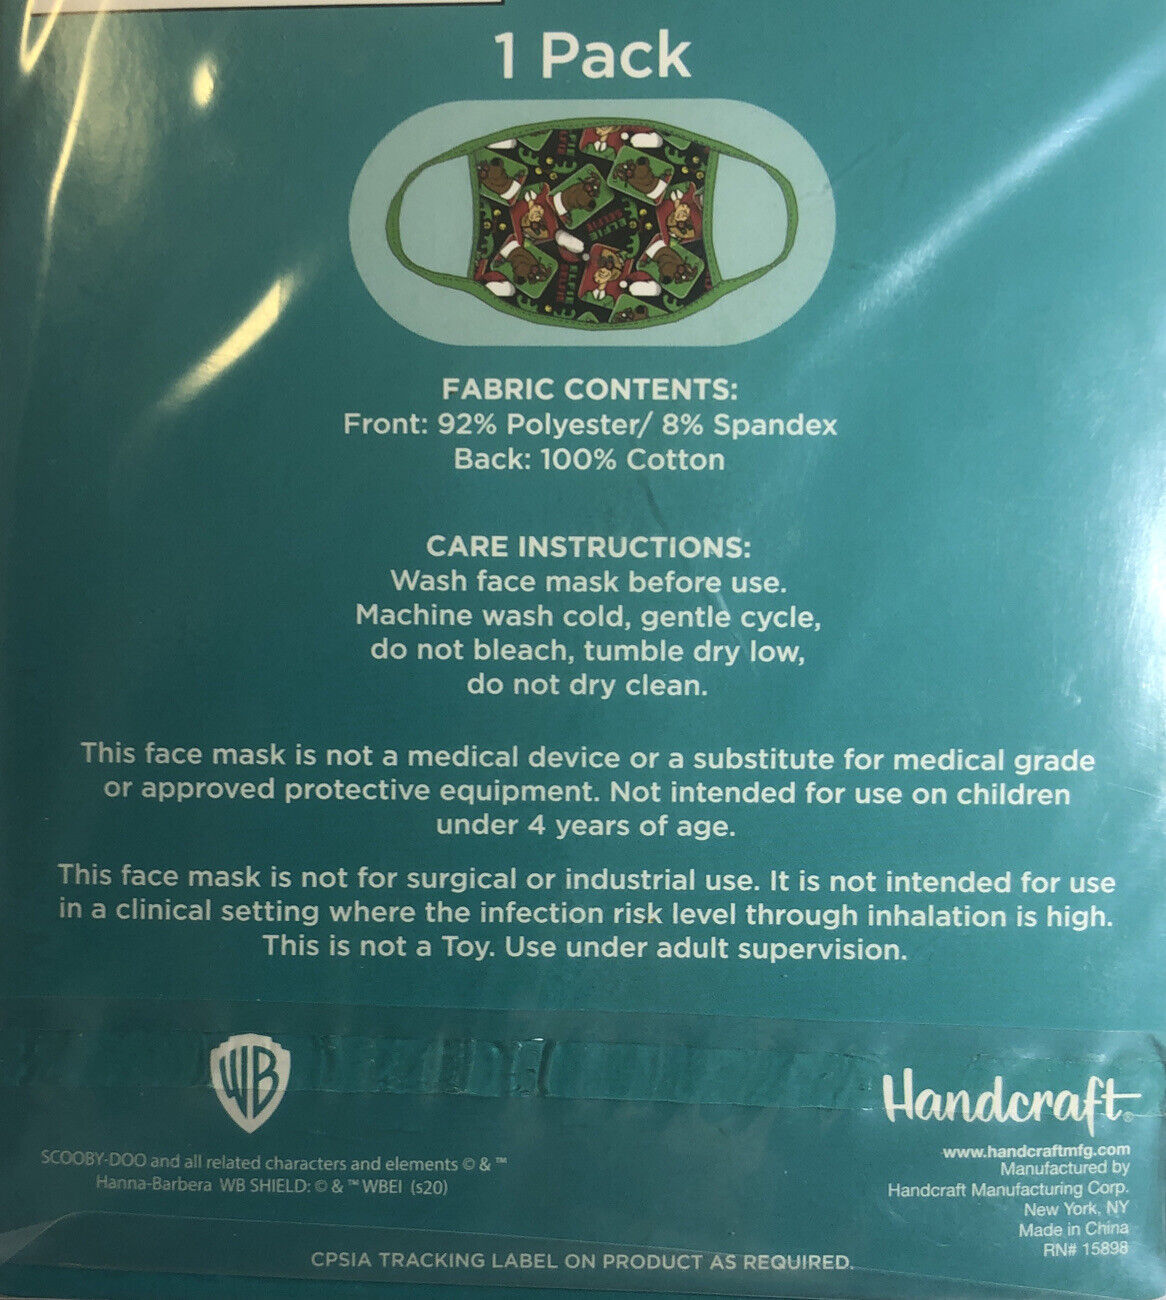 1 Pack
ELFIE
ELFIE
FABRIC CONTENTS:
Front: 92% Polyester/ 8% Spandex
Back: 100% Cotton
CARE INSTRUCTIONS:
Wash face mask before use.
Machine wash cold, gentle cycle,
do not bleach, tumble dry low,
do not dry clean.
This face mask is not a medical device or a substitute for medical grade
or approved protective equipment. Not intended for use on children
under 4 years of age.
This face mask is not for surgical or industrial use. It is not intended for use
in a clinical setting where the infection risk level through inhalation is high.
This is not a Toy. Use under adult supervision.
WB
Handcraft®
SCOOBY-DOO and all related characters and elements © & ™
Hanna-Barbera WB SHIELD: © & ™ WBEI (s20)
www.handcraftmfg.com
Manufactured by
Handcraft Manufacturing Corp.
New York, NY
Made in China
RN# 15898
CPSIA TRACKING LABEL ON PRODUCT AS REQUIRED.